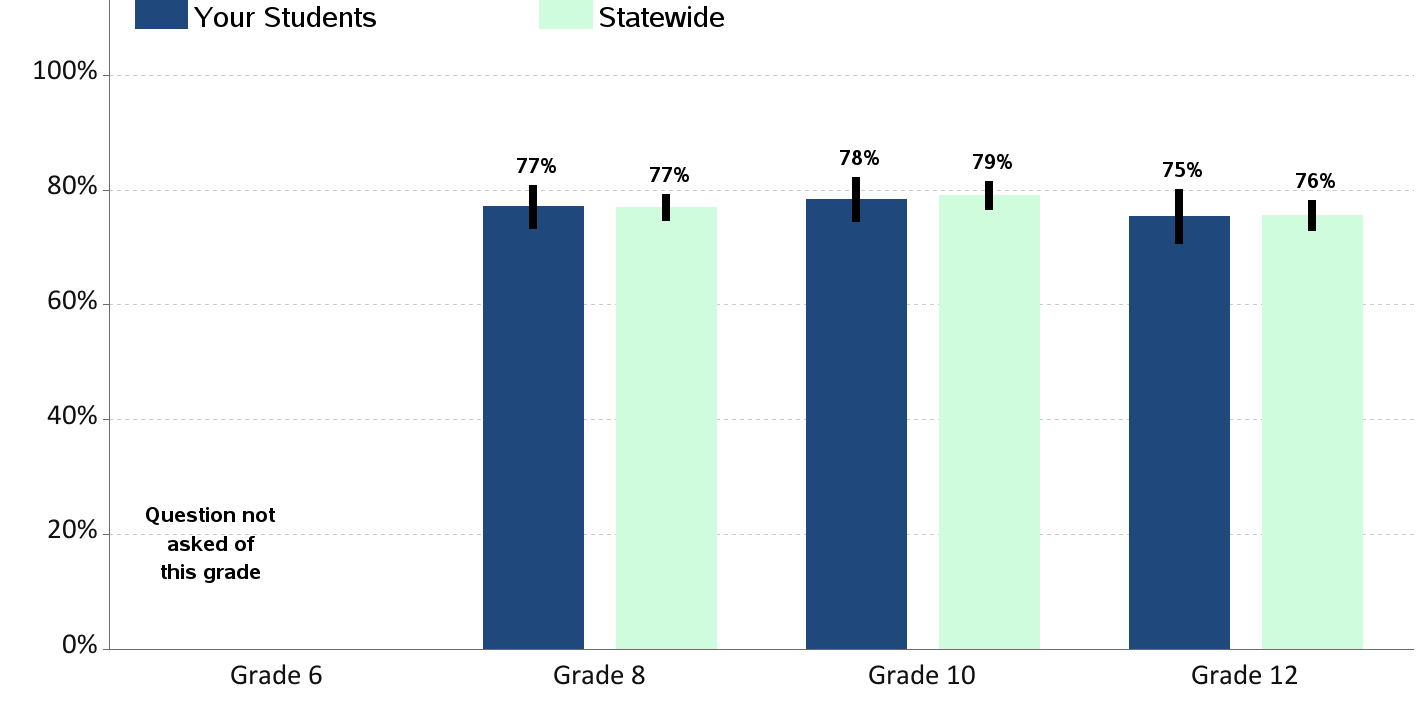 Your Students Statewide
100%
80%
60%
40%
20%
0%
77% 77% 78% 79% 75% 76%
Question not
asked of
this grade
Grade 6 Grade 8 Grade 10 Grade 12